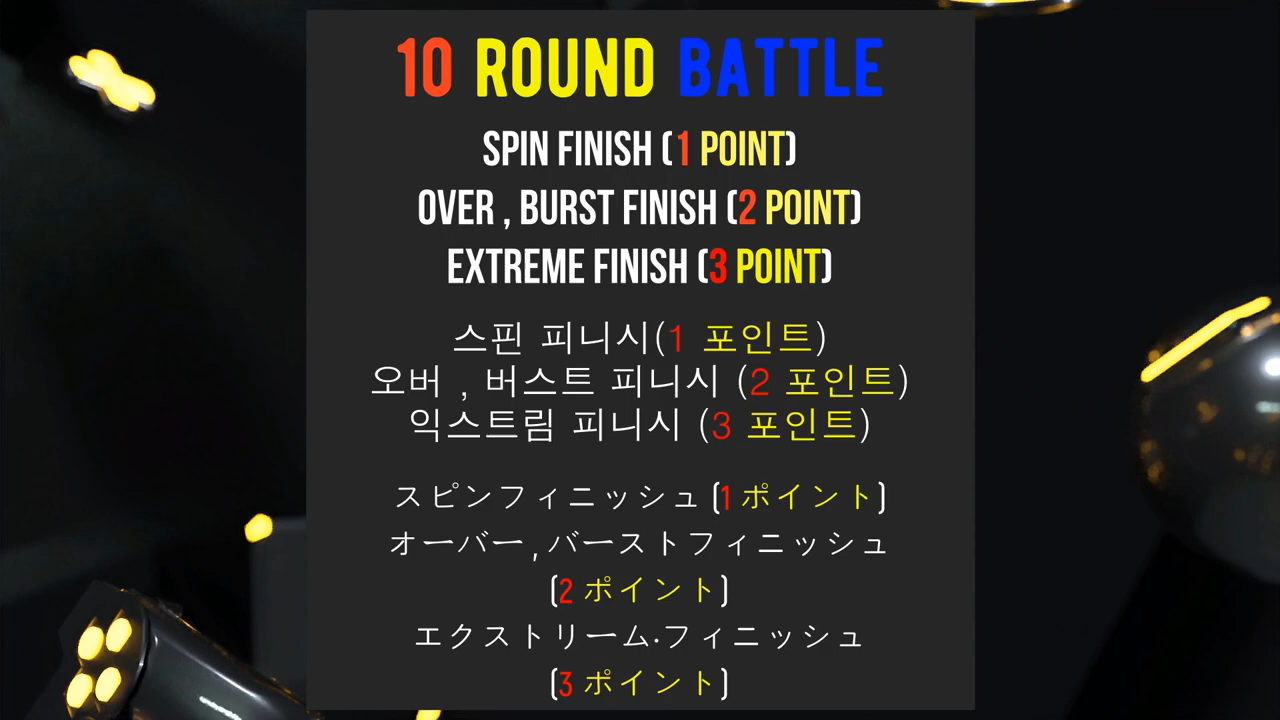 10 ROUND BATTLE
SPIN FINISH (1 POINT)
OVER , BURST FINISH (2 POINT)
EXTREME FINISH (3 POINT)
스핀 피니시(1 포인트)
오버 , 버스트 피니시 (2 포인트)
익스트림 피니시 (3 포인트)
スピンフィニッシュ (1 ポイント)
オーバー , バーストフィニッシュ
(2 ポイント)
エクストリーム·フィニッシュ
(3 ポイント)